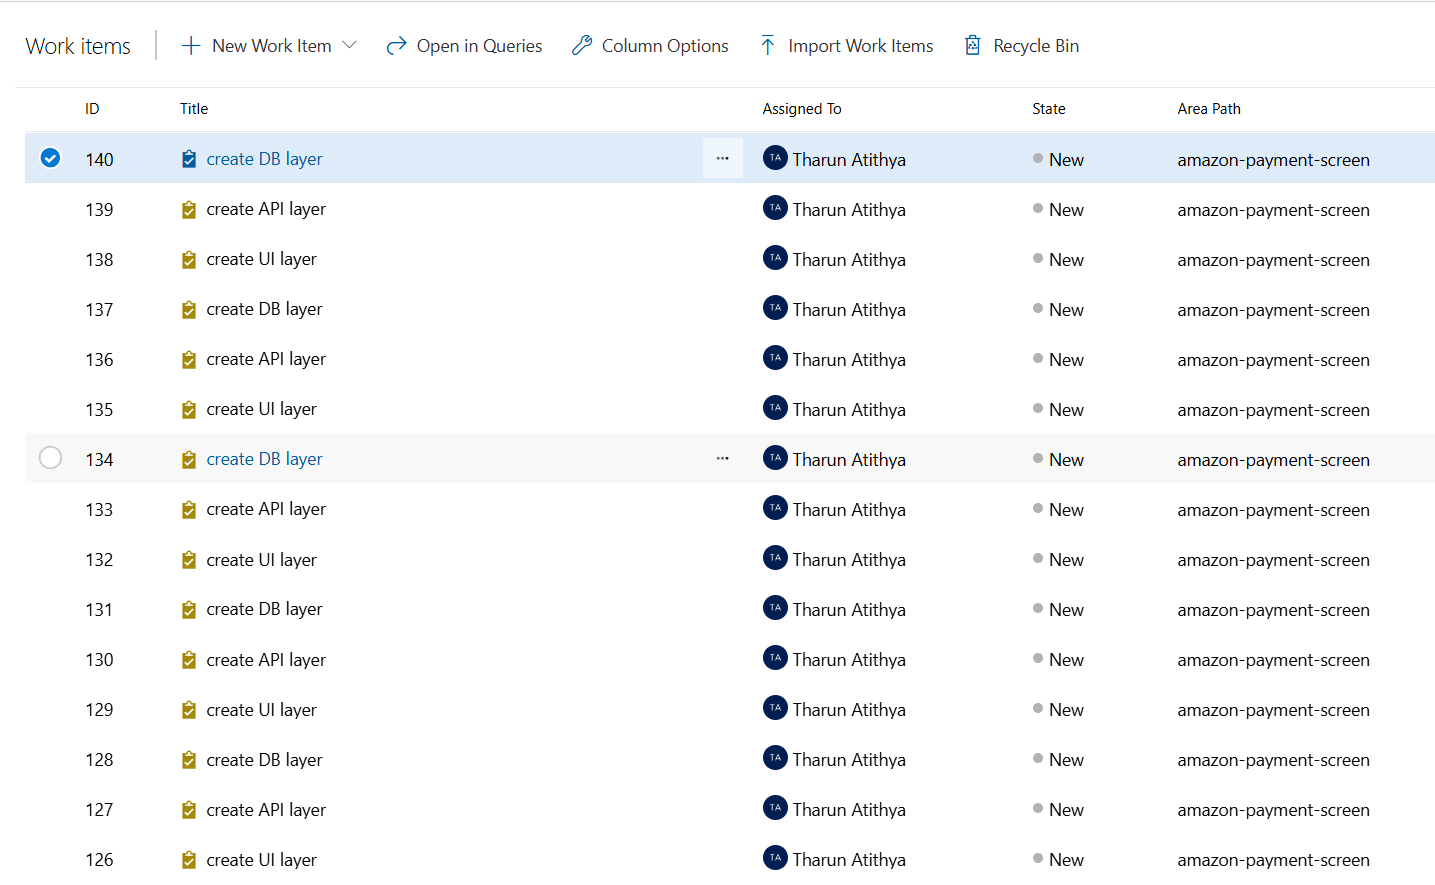 Work items New Work Item Open in Queries Column Options Import Work Items Recycle Bin
ID Title Assigned To State Area Path
140 create DB layer ... TA Tharun Atithya New amazon-payment-screen
139 create API layer TA Tharun Atithya New amazon-payment-screen
138 create UI layer TA Tharun Atithya New amazon-payment-screen
137 create DB layer TA Tharun Atithya New amazon-payment-screen
136 create API layer TA Tharun Atithya New amazon-payment-screen
135 create UI layer TA Tharun Atithya New amazon-payment-screen
134 create DB layer ... TA Tharun Atithya New amazon-payment-screen
133 create API layer TA Tharun Atithya New amazon-payment-screen
132 create UI layer TA Tharun Atithya New amazon-payment-screen
131 create DB layer TA Tharun Atithya New amazon-payment-screen
130 create API layer TA Tharun Atithya New amazon-payment-screen
129 create UI layer TA Tharun Atithya New amazon-payment-screen
128 create DB layer TA Tharun Atithya New amazon-payment-screen
127 create API layer TA Tharun Atithya New amazon-payment-screen
126 create UI layer TA Tharun Atithya New amazon-payment-screen